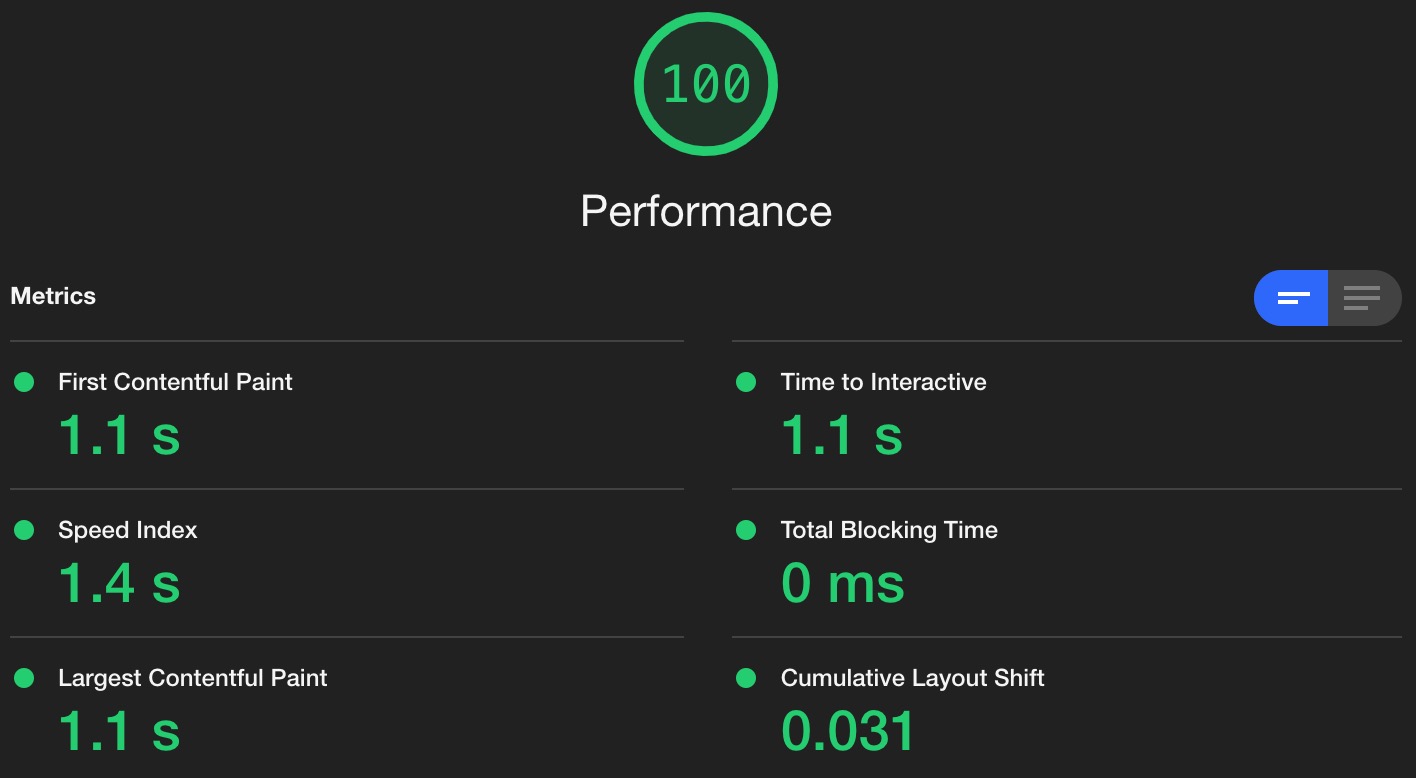 100
Performance
Metrics
First Contentful Paint
1.1 s
Time to Interactive
1.1 s
Speed Index
1.4 s
Total Blocking Time
0 ms
Largest Contentful Paint
1.1 s
Cumulative Layout Shift
0.031